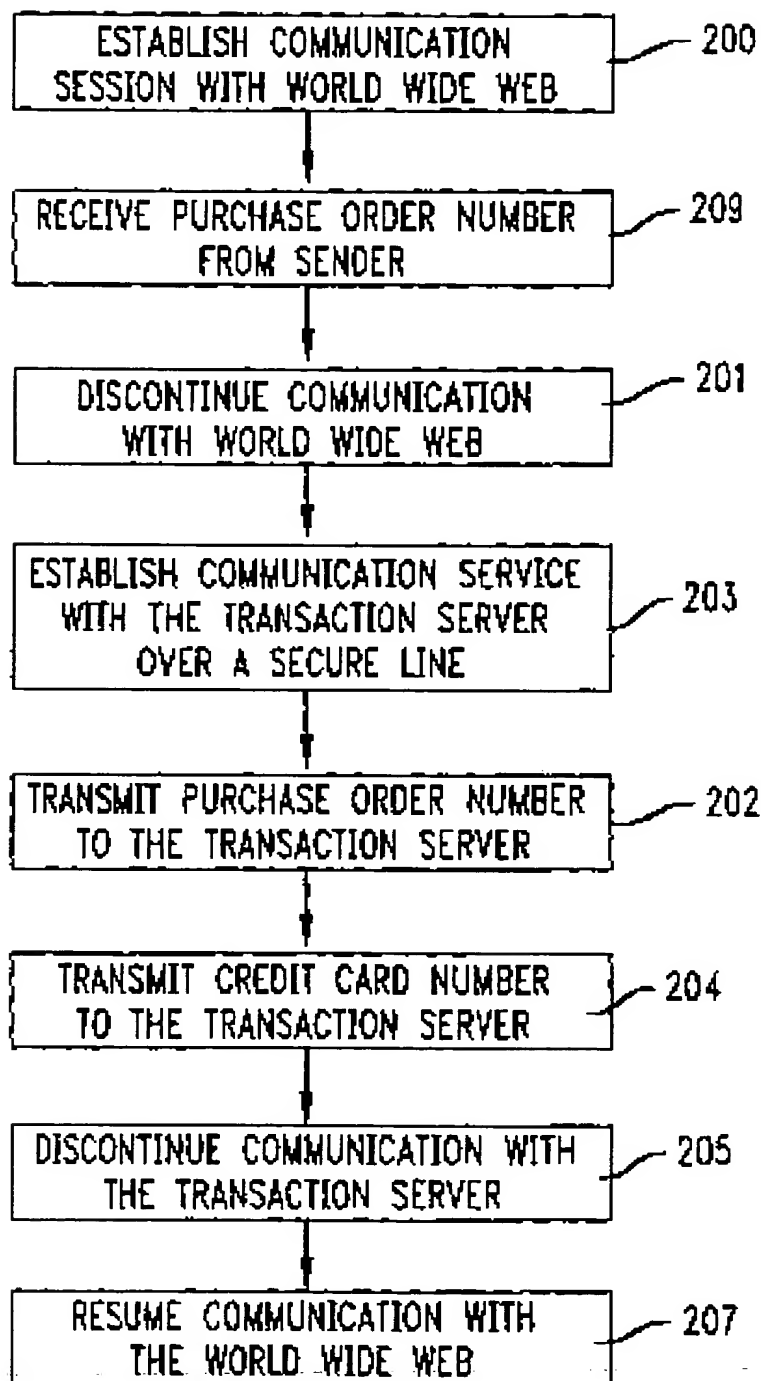 ESTABLISH COMMUNICATION
SESSION WITH WORLD WIDE WEB
200
RECEIVE PURCHASE ORDER NUMBER
FROM SENDER
209
DISCONTINUE COMMUNICATION
WITH WORLD WIDE WEB
201
ESTABLISH COMMUNICATION SERVICE
WITH THE TRANSACTION SERVER
OVER A SECURE LINE
203
TRANSMIT PURCHASE ORDER NUMBER
TO THE TRANSACTION SERVER
202
TRANSMIT CREDIT CARD NUMBER
TO THE TRANSACTION SERVER
204
DISCONTINUE COMMUNICATION WITH
THE TRANSACTION SERVER
205
RESUME COMMUNICATION WITH
THE WORLD WIDE WEB
207